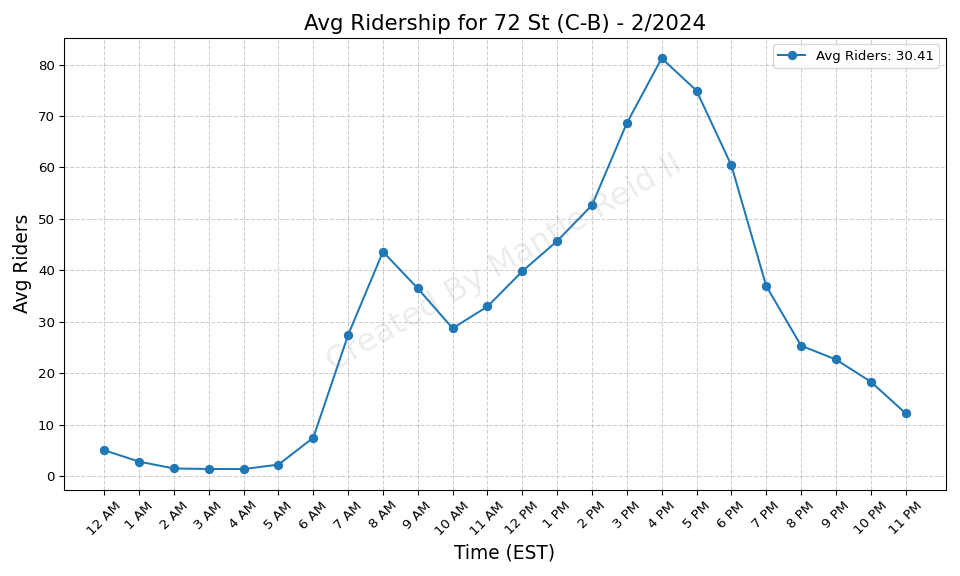 Avg Ridership for 72 St (C-B) - 2/2024
Avg Riders: 30.41
Avg Riders
80
70
60
50
40
30
20
10
0
Created By Mantle Reid II
12 AM 1 AM 2 AM 3 AM 4 AM 5 AM 6 AM 7 AM 8 AM 9 AM 10 AM 11 AM 12 PM 1 PM 2 PM 3 PM 4 PM 5 PM 6 PM 7 PM 8 PM 9 PM 10 PM 11 PM
Time (EST)